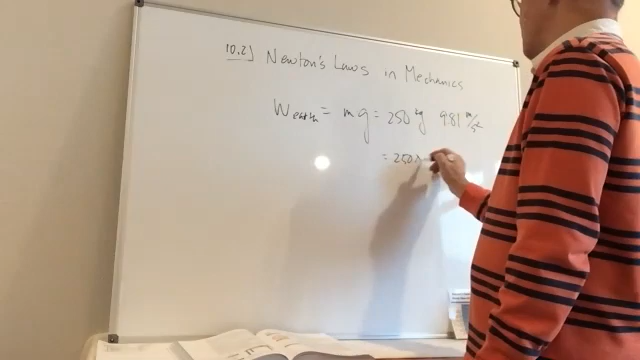 10.2] Newton's Laws in Mechanics
Wearth = mg = 250 kg 9.81 m/s²
= 250